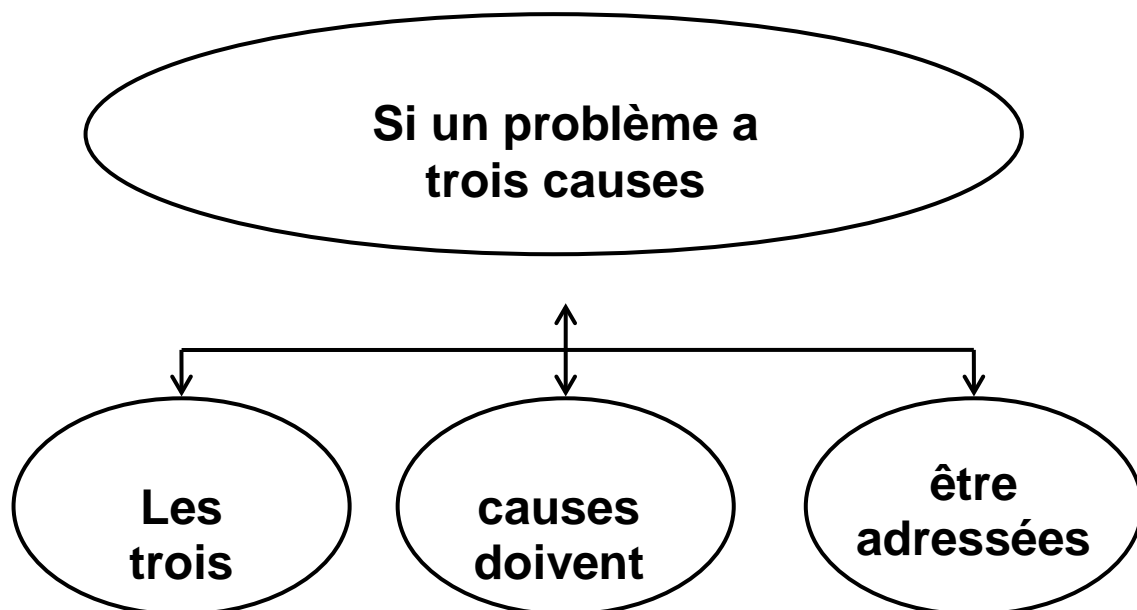 Si un problème a
trois causes
Les
trois
causes
doivent
être
adressées